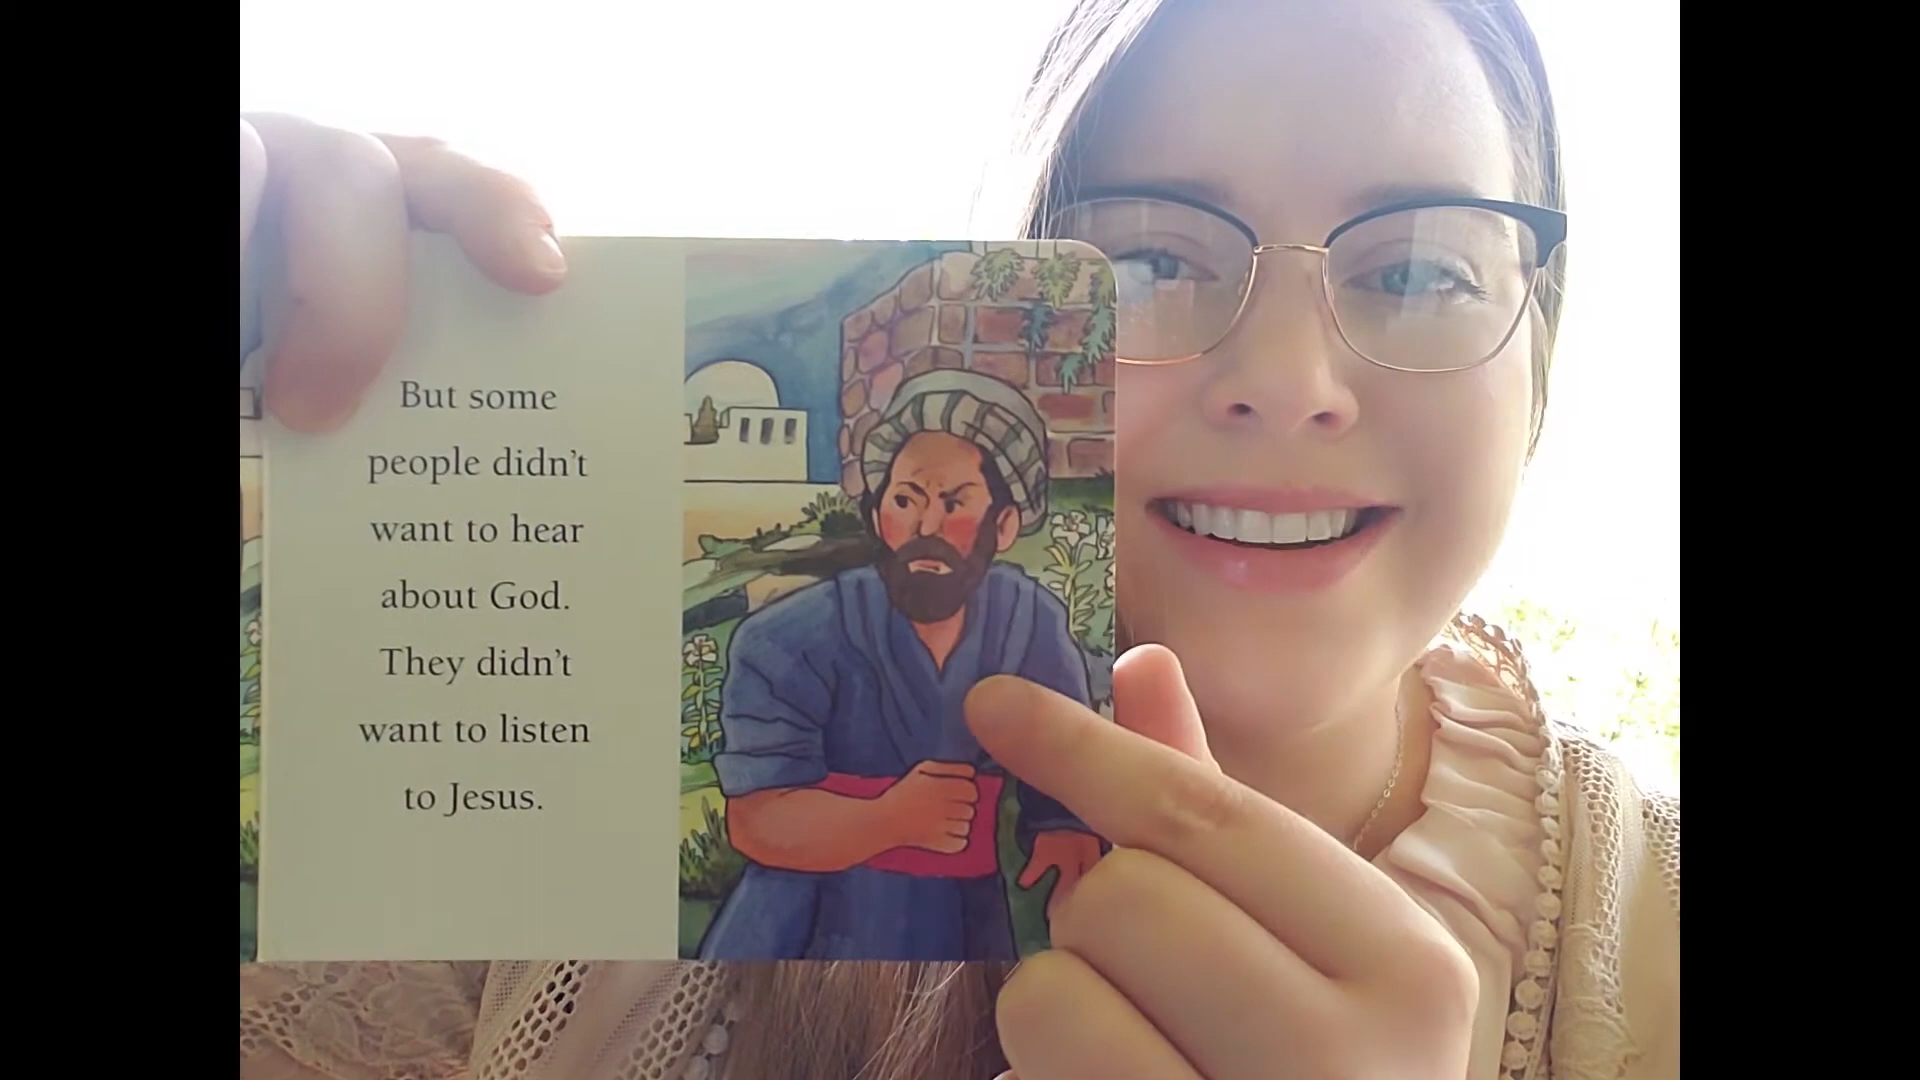 But some
people didn't
want to hear
about God.
They didn't
want to listen
to Jesus.